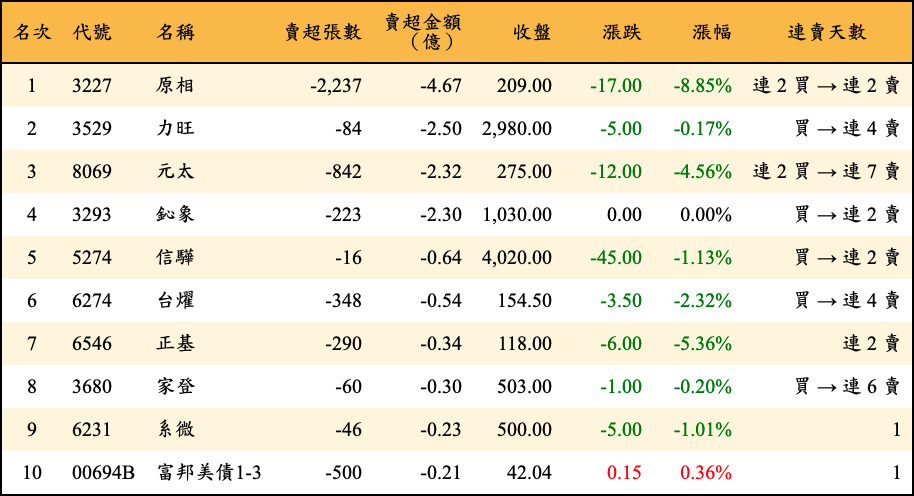 名次 代號 名稱 賣超張數 賣超金額（億） 收盤 漲跌 漲幅 連賣天數
1 3227 原相 -2,237 -4.67 209.00 -17.00 -8.85% 連 2 買 → 連 2 賣
2 3529 力旺 -84 -2.50 2,980.00 -5.00 -0.17% 買 → 連 4 賣
3 8069 元太 -842 -2.32 275.00 -12.00 -4.56% 連 2 買 → 連 7 賣
4 3293 鈊象 -223 -2.30 1,030.00 0.00 0.00% 買 → 連 2 賣
5 5274 信驊 -16 -0.64 4,020.00 -45.00 -1.13% 買 → 連 2 賣
6 6274 台燿 -348 -0.54 154.50 -3.50 -2.32% 買 → 連 4 賣
7 6546 正基 -290 -0.34 118.00 -6.00 -5.36% 連 2 賣
8 3680 家登 -60 -0.30 503.00 -1.00 -0.20% 買 → 連 6 賣
9 6231 系微 -46 -0.23 500.00 -5.00 -1.01% 1
10 00694B 富邦美債1-3 -500 -0.21 42.04 0.15 0.36% 1